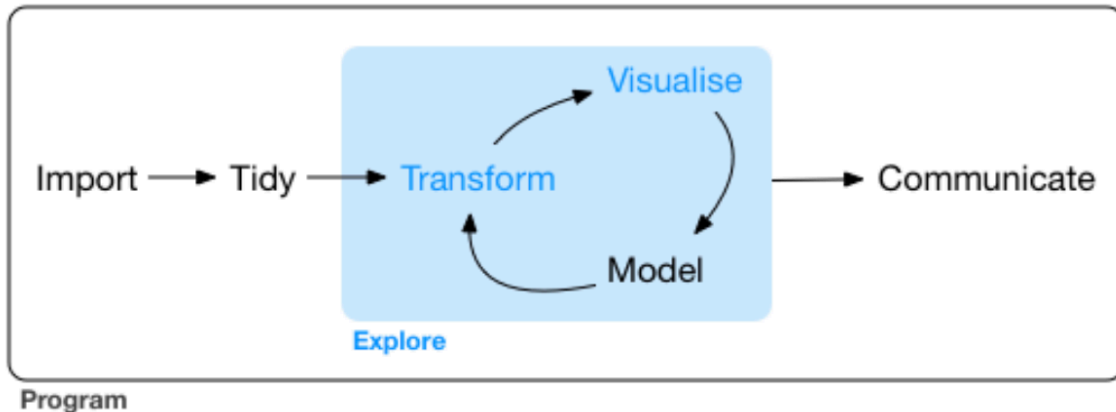 Visualise
Import Tidy Transform Communicate
Model
Explore
Program